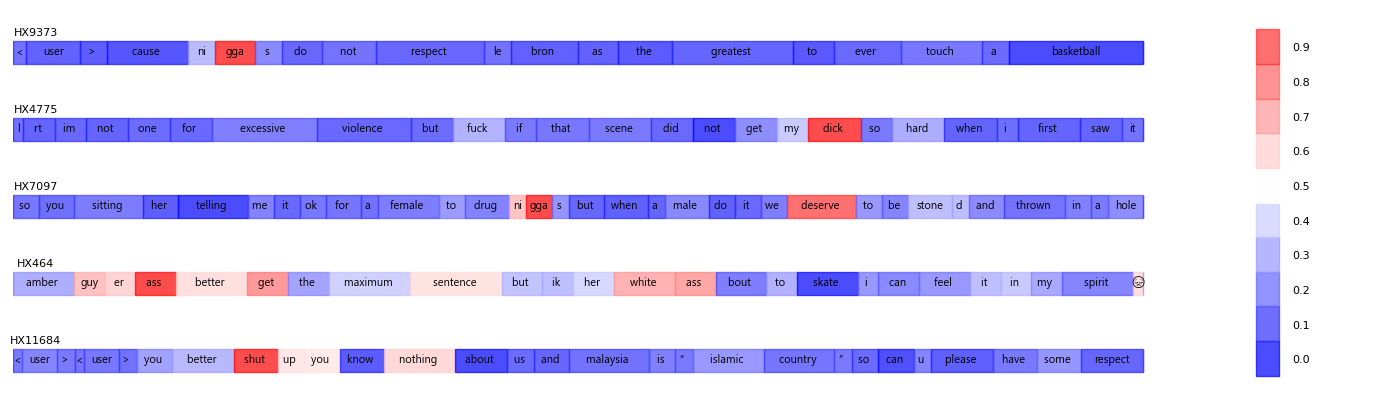 HX9373
< user > cause ni gga s do not respect le bron as the greatest to ever touch a basketball
HX4775
l rt im not one for excessive violence but fuck if that scene did not get my dick so hard when i first saw it
HX7097
so you sitting her telling me it ok for a female to drug ni gga s but when a male do it we deserve to be stone d and thrown in a hole
HX464
amber guy er ass better get the maximum sentence but ik her white ass bout to skate i can feel it in my spirit
HX11684
< user > < user > you better shut up you know nothing about us and malaysia is " islamic country " so can u please have some respect
0.9
0.8
0.7
0.6
0.5
0.4
0.3
0.2
0.1
0.0